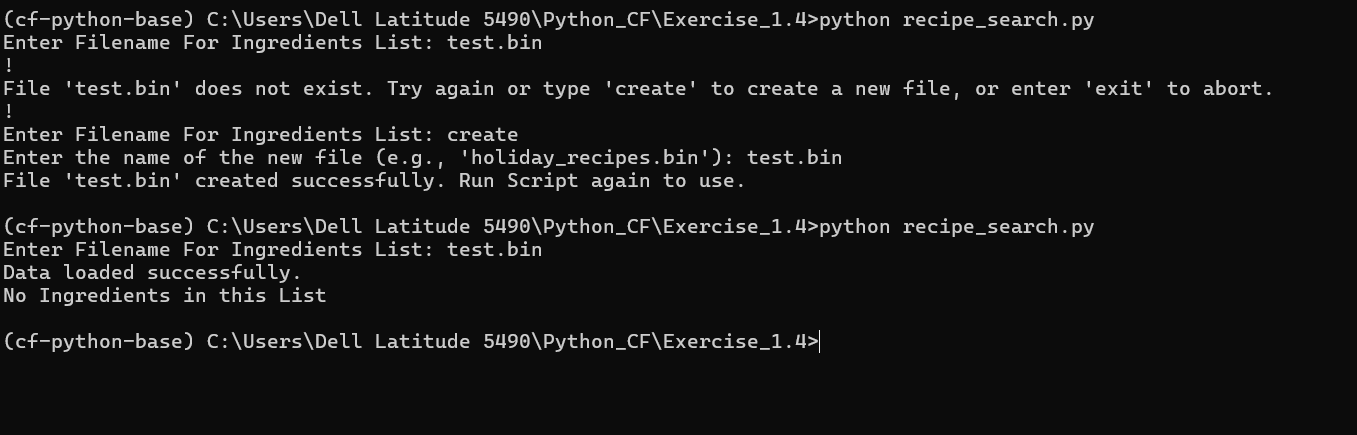 (cf-python-base) C:\Users\Dell Latitude 5490\Python_CF\Exercise_1.4>python recipe_search.py
Enter Filename For Ingredients List: test.bin
!
File 'test.bin' does not exist. Try again or type 'create' to create a new file, or enter 'exit' to abort.
!
Enter Filename For Ingredients List: create
Enter the name of the new file (e.g., 'holiday_recipes.bin'): test.bin
File 'test.bin' created successfully. Run Script again to use.
(cf-python-base) C:\Users\Dell Latitude 5490\Python_CF\Exercise_1.4>python recipe_search.py
Enter Filename For Ingredients List: test.bin
Data loaded successfully.
No Ingredients in this List
(cf-python-base) C:\Users\Dell Latitude 5490\Python_CF\Exercise_1.4>